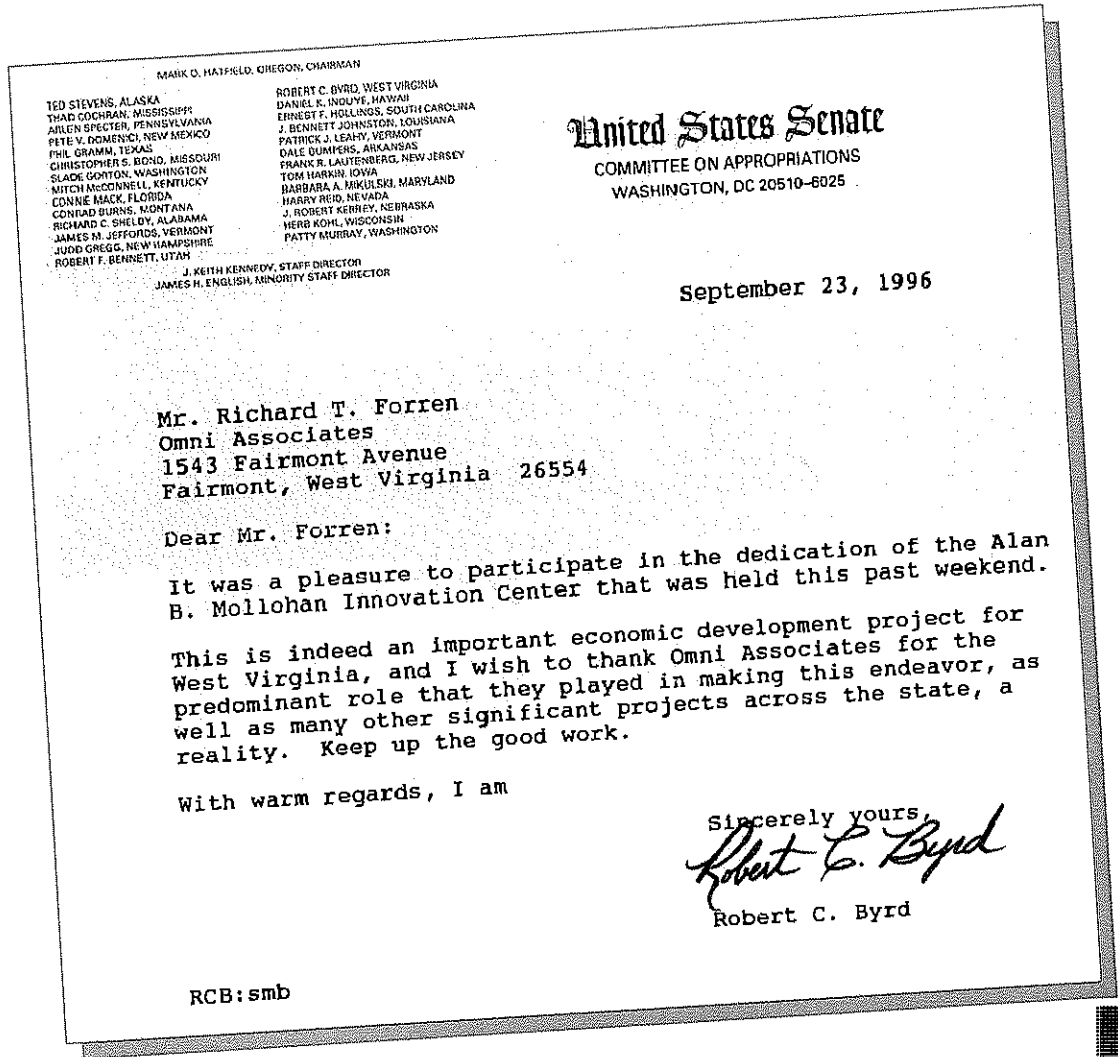 MARK O. HATFIELD, OREGON, CHAIRMAN
TED STEVENS, ALASKA
THAD COCHRAN, MISSISSIPPI
ARLEN SPECTER, PENNSYLVANIA
PETE V. DOMENICI, NEW MEXICO
PHIL GRAMM, TEXAS
CHRISTOPHER S. BOND, MISSOURI
SLADE GORTON, WASHINGTON
MITCH McCONNELL, KENTUCKY
CONNIE MACK, FLORIDA
CONRAD BURNS, MONTANA
RICHARD C. SHELBY, ALABAMA
JAMES M. JEFFORDS, VERMONT
JUDD GREGG, NEW HAMPSHIRE
ROBERT F. BENNETT, UTAH
ROBERT C. BYRD, WEST VIRGINIA
DANIEL K. INOUYE, HAWAII
ERNEST F. HOLLINGS, SOUTH CAROLINA
J. BENNETT JOHNSTON, LOUISIANA
PATRICK J. LEAHY, VERMONT
DALE BUMPERS, ARKANSAS
FRANK R. LAUTENBERG, NEW JERSEY
TOM HARKIN, IOWA
BARBARA A. MIKULSKI, MARYLAND
HARRY REID, NEVADA
J. ROBERT KERREY, NEBRASKA
HERB KOHL, WISCONSIN
PATTY MURRAY, WASHINGTON
J. KEITH KENNEDY, STAFF DIRECTOR
JAMES H. ENGLISH, MINORITY STAFF DIRECTOR
United States Senate
COMMITTEE ON APPROPRIATIONS
WASHINGTON, DC 20510-6025
September 23, 1996
Mr. Richard T. Forren
Omni Associates
1543 Fairmont Avenue
Fairmont, West Virginia 26554
Dear Mr. Forren:
It was a pleasure to participate in the dedication of the Alan
B. Mollohan Innovation Center that was held this past weekend.
This is indeed an important economic development project for
West Virginia, and I wish to thank Omni Associates for the
predominant role that they played in making this endeavor, as
well as many other significant projects across the state, a
reality. Keep up the good work.
With warm regards, I am
Sincerely yours,
Robert C. Byrd
Robert C. Byrd
RCB:smb